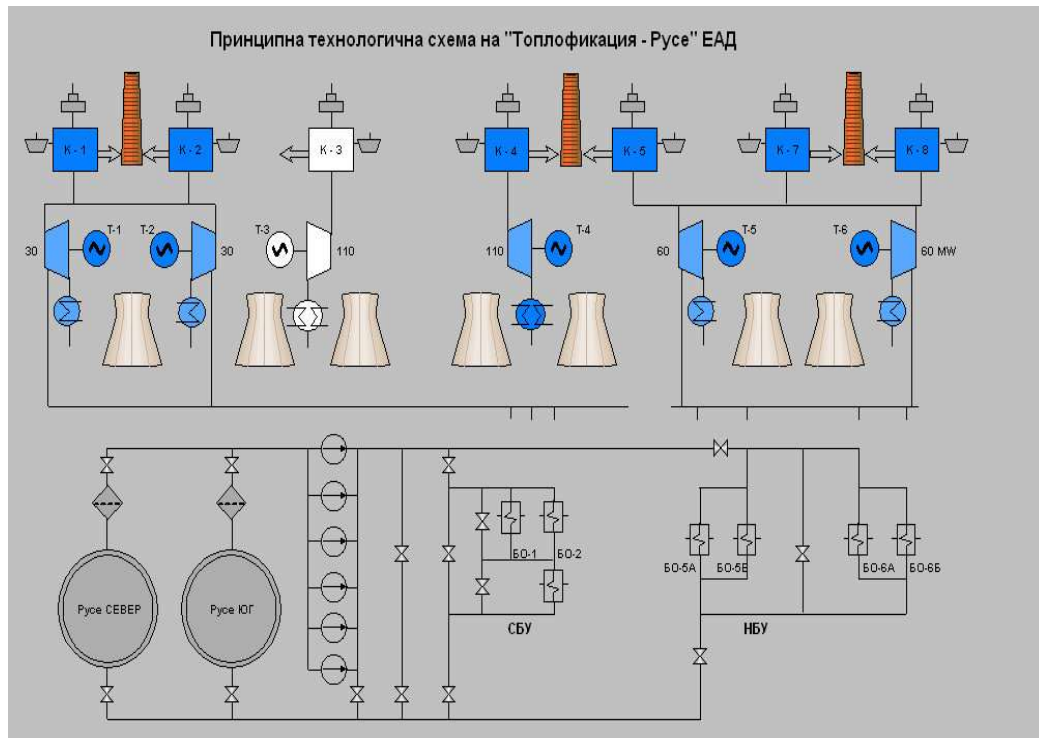 Принципна технологична схема на "Топлофикация - Русе" ЕАД
К - 1
К - 2
К - 3
К - 4
К - 5
К - 7
К - 8
30
Т-1
Т-2
30
Т-3
110
110
Т-4
60
Т-5
Т-6
60 MW
БО-1
БО-2
БО-5А
БО-5Б
БО-6А
БО-6Б
Русе СЕВЕР
Русе ЮГ
СБУ
НБУ